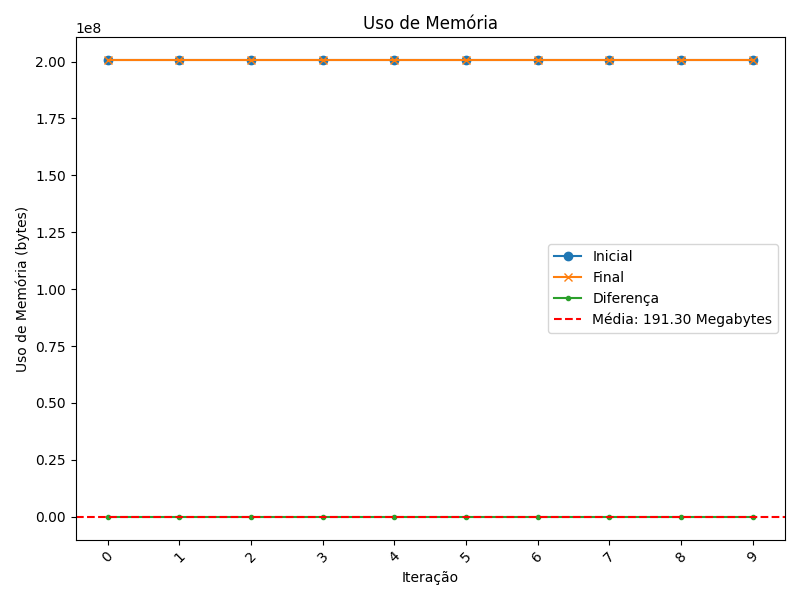 Uso de Memória
1e8
2.00
1.75
1.50
1.25
1.00
0.75
0.50
0.25
0.00
Uso de Memória (bytes)
Inicial
Final
Diferença
Média: 191.30 Megabytes
0 1 2 3 4 5 6 7 8 9
Iteração